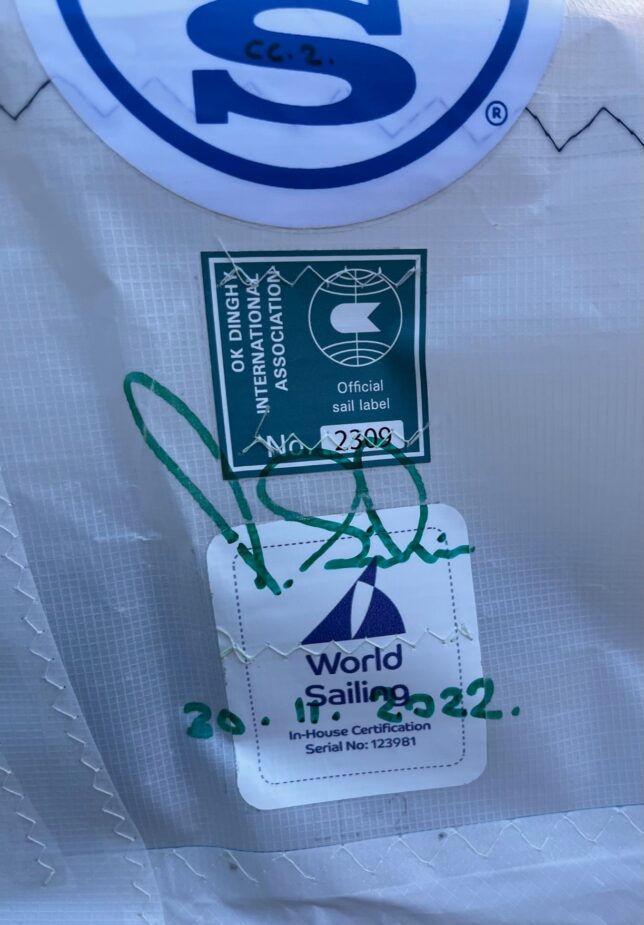 S
CC.2.
®
OK DINGHY
INTERNATIONAL
ASSOCIATION
Official
sail label
No. 2309
World
Sailing
30.11.2022.
In-House Certification
Serial No: 123981